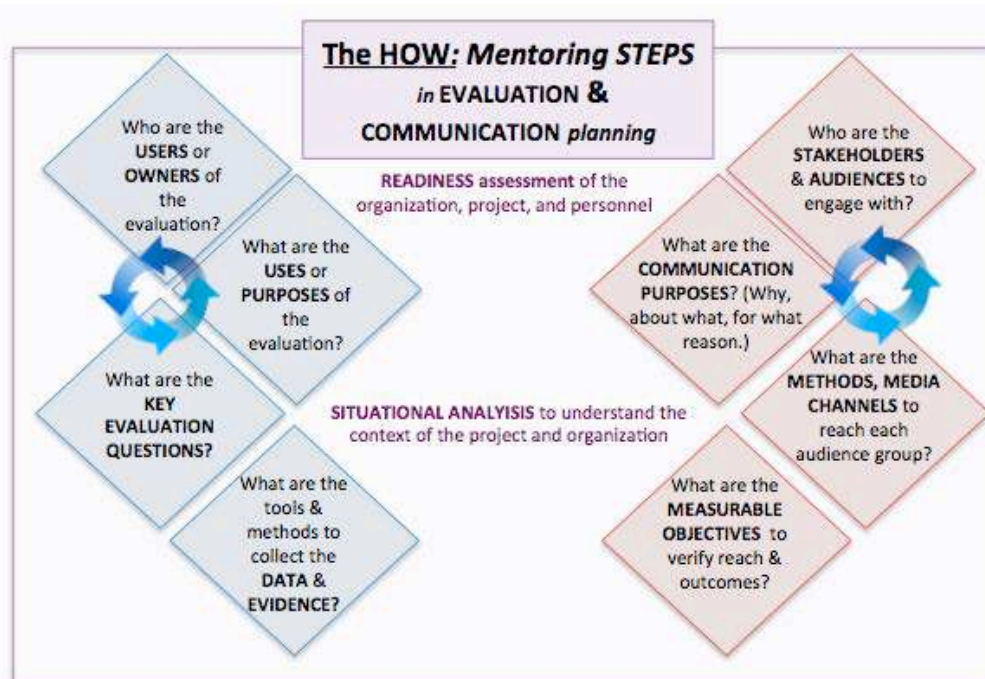 The HOW: Mentoring STEPS
in EVALUATION &
COMMUNICATION planning
Who are the
USERS or
OWNERS of
the
evaluation?
What are the
USES or
PURPOSES of
the
evaluation?
What are the
KEY
EVALUATION
QUESTIONS?
What are the
tools &
methods to
collect the
DATA &
EVIDENCE?
READINESS assessment of the
organization, project, and personnel
SITUATIONAL ANALYISIS to understand the
context of the project and organization
Who are the
STAKEHOLDERS
& AUDIENCES to
engage with?
What are the
COMMUNICATION
PURPOSES? (Why,
about what, for what
reason.)
What are the
METHODS, MEDIA
CHANNELS to
reach each
audience group?
What are the
MEASURABLE
OBJECTIVES to
verify reach &
outcomes?